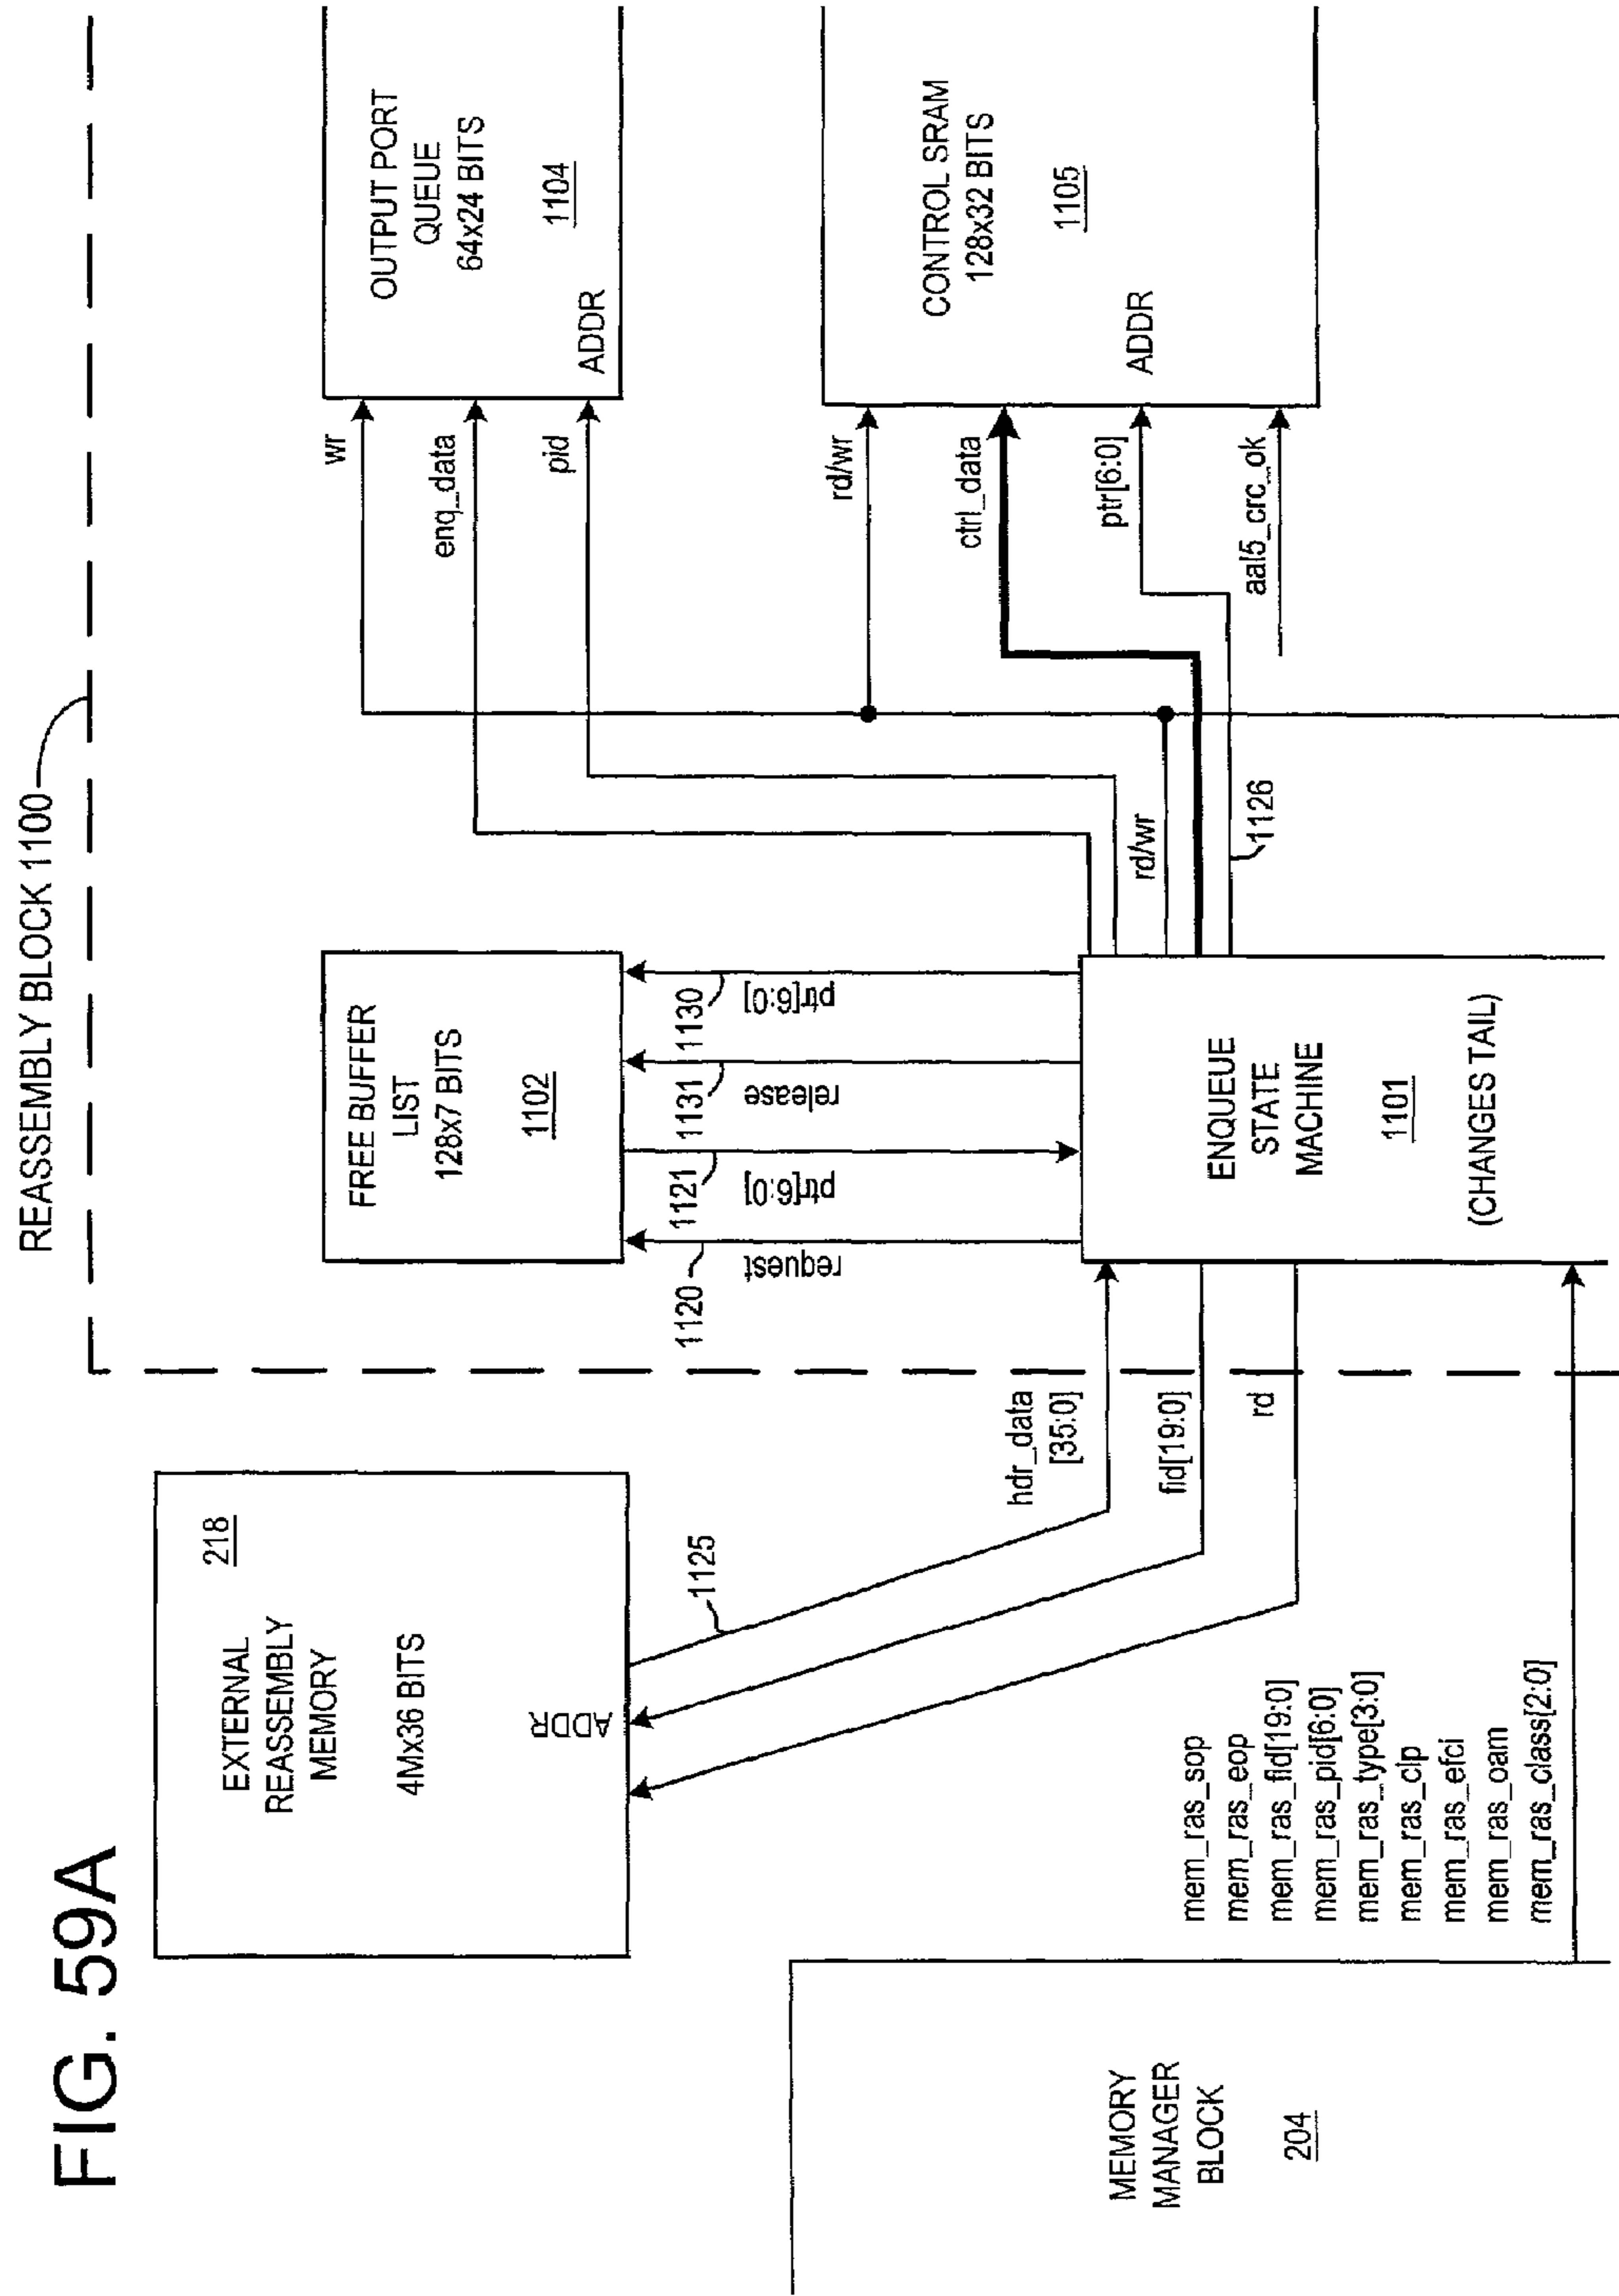 FIG. 59A
REASSEMBLY BLOCK 1100
EXTERNAL
REASSEMBLY
MEMORY
218
4Mx36 BITS
ADDR
1125
hdr_data
[35:0]
fid[19:0]
rd
MEMORY
MANAGER
BLOCK
204
mem_ras_sop
mem_ras_eop
mem_ras_fid[19:0]
mem_ras_pid[6:0]
mem_ras_type[3:0]
mem_ras_clp
mem_ras_efci
mem_ras_oam
mem_ras_class[2:0]
FREE BUFFER
LIST
128x7 BITS
1102
1120
request
1121
ptr[6:0]
1131
release
1130
ptr[6:0]
ENQUEUE
STATE
MACHINE
1101
(CHANGES TAIL)
rd/wr
1126
wr
enq_data
pid
OUTPUT PORT
QUEUE
64x24 BITS
1104
ADDR
rd/wr
ctrl_data
ptr[6:0]
aal5_crc_ok
CONTROL SRAM
128x32 BITS
1105
ADDR